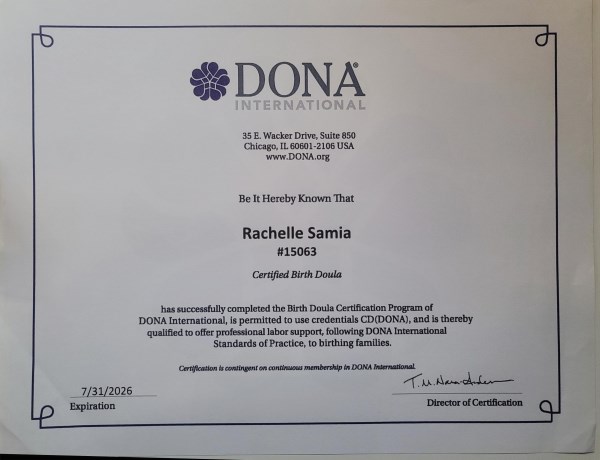 DONA®
INTERNATIONAL
35 E. Wacker Drive, Suite 850
Chicago, IL 60601-2106 USA
www.DONA.org
Be It Hereby Known That
Rachelle Samia
#15063
Certified Birth Doula
has successfully completed the Birth Doula Certification Program of
DONA International, is permitted to use credentials CD(DONA), and is thereby
qualified to offer professional labor support, following DONA International
Standards of Practice, to birthing families.
Certification is contingent on continuous membership in DONA International.
7/31/2026
Expiration
Director of Certification